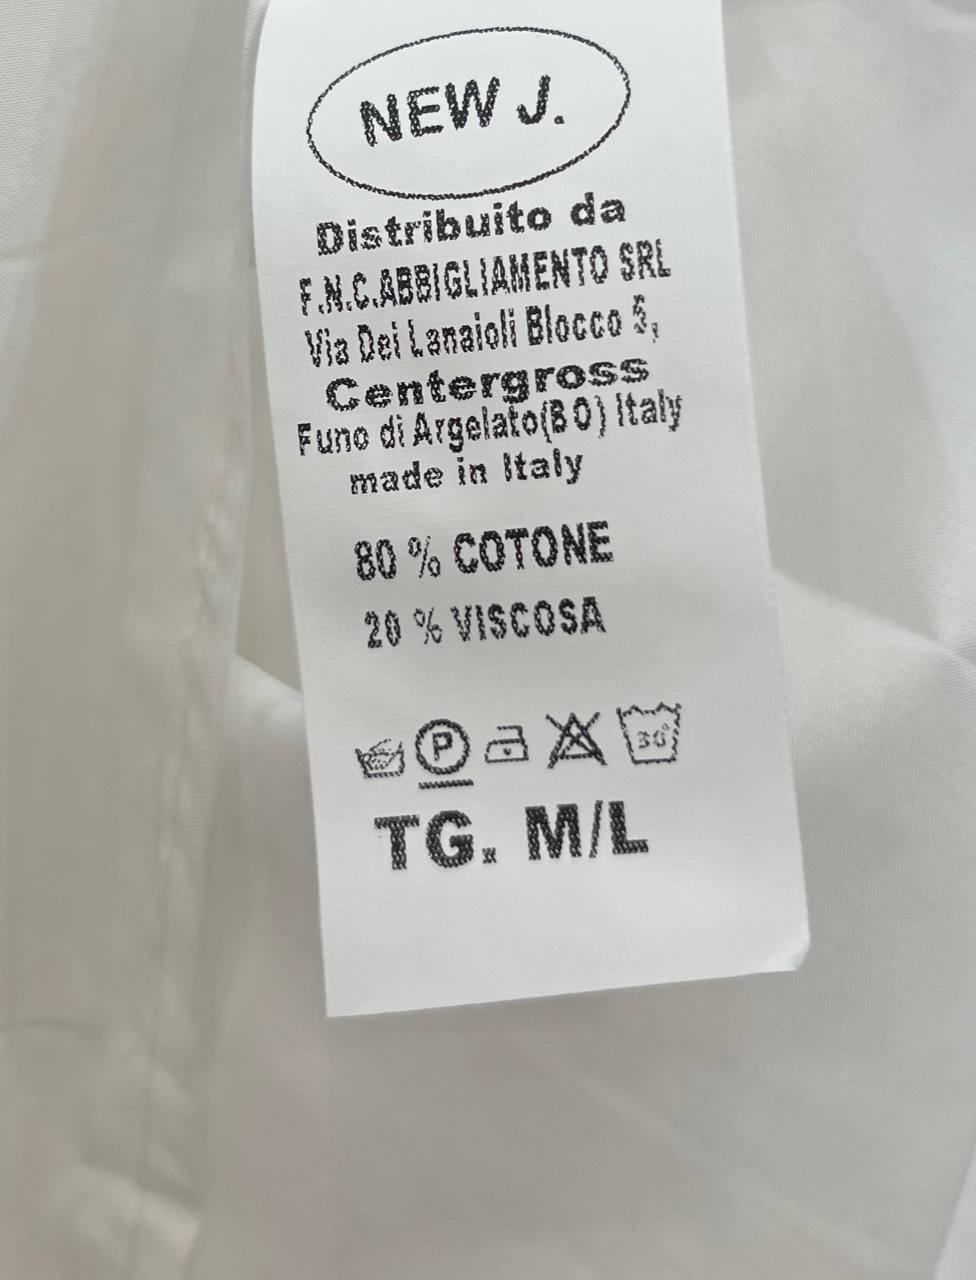 NEW J.
Distribuito da
F.N.C.ABBIGLIAMENTO SRL
Via Dei Lanaioli Blocco 5,
Centergross
Funo di Argelato(BO) Italy
made in Italy
80 % COTONE
20 % VISCOSA
P 30°
TG. M/L